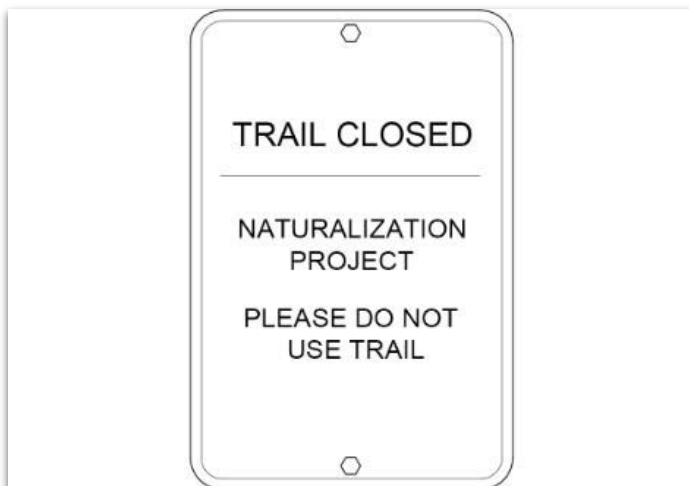 TRAIL CLOSED
NATURALIZATION
PROJECT
PLEASE DO NOT
USE TRAIL